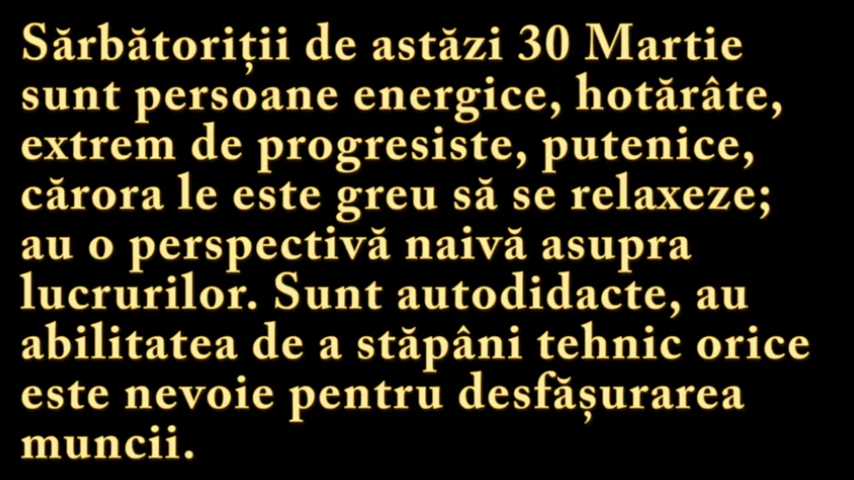 Sărbătoriții de astăzi 30 Martie
sunt persoane energice, hotărâte,
extrem de progresiste, putenice,
cărora le este greu să se relaxeze;
au o perspectivă naivă asupra
lucrurilor. Sunt autodidacte, au
abilitatea de a stăpâni tehnic orice
este nevoie pentru desfășurarea
muncii.